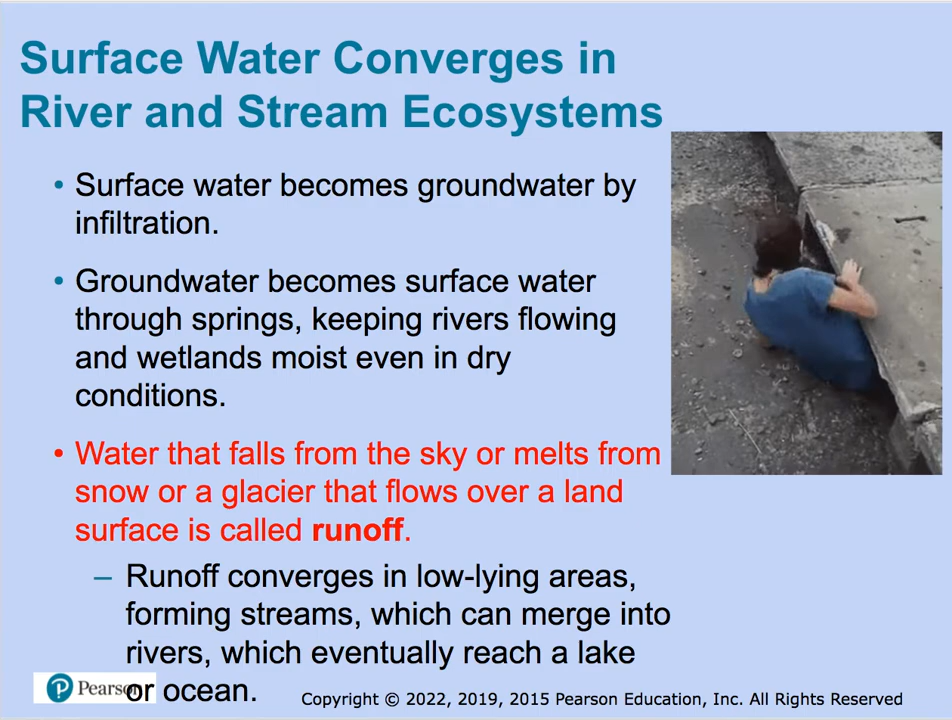 Surface Water Converges in
River and Stream Ecosystems
• Surface water becomes groundwater by
infiltration.
• Groundwater becomes surface water
through springs, keeping rivers flowing
and wetlands moist even in dry
conditions.
• Water that falls from the sky or melts from
snow or a glacier that flows over a land
surface is called runoff.
– Runoff converges in low-lying areas,
forming streams, which can merge into
rivers, which eventually reach a lake
or ocean.
Pearson
Copyright © 2022, 2019, 2015 Pearson Education, Inc. All Rights Reserved